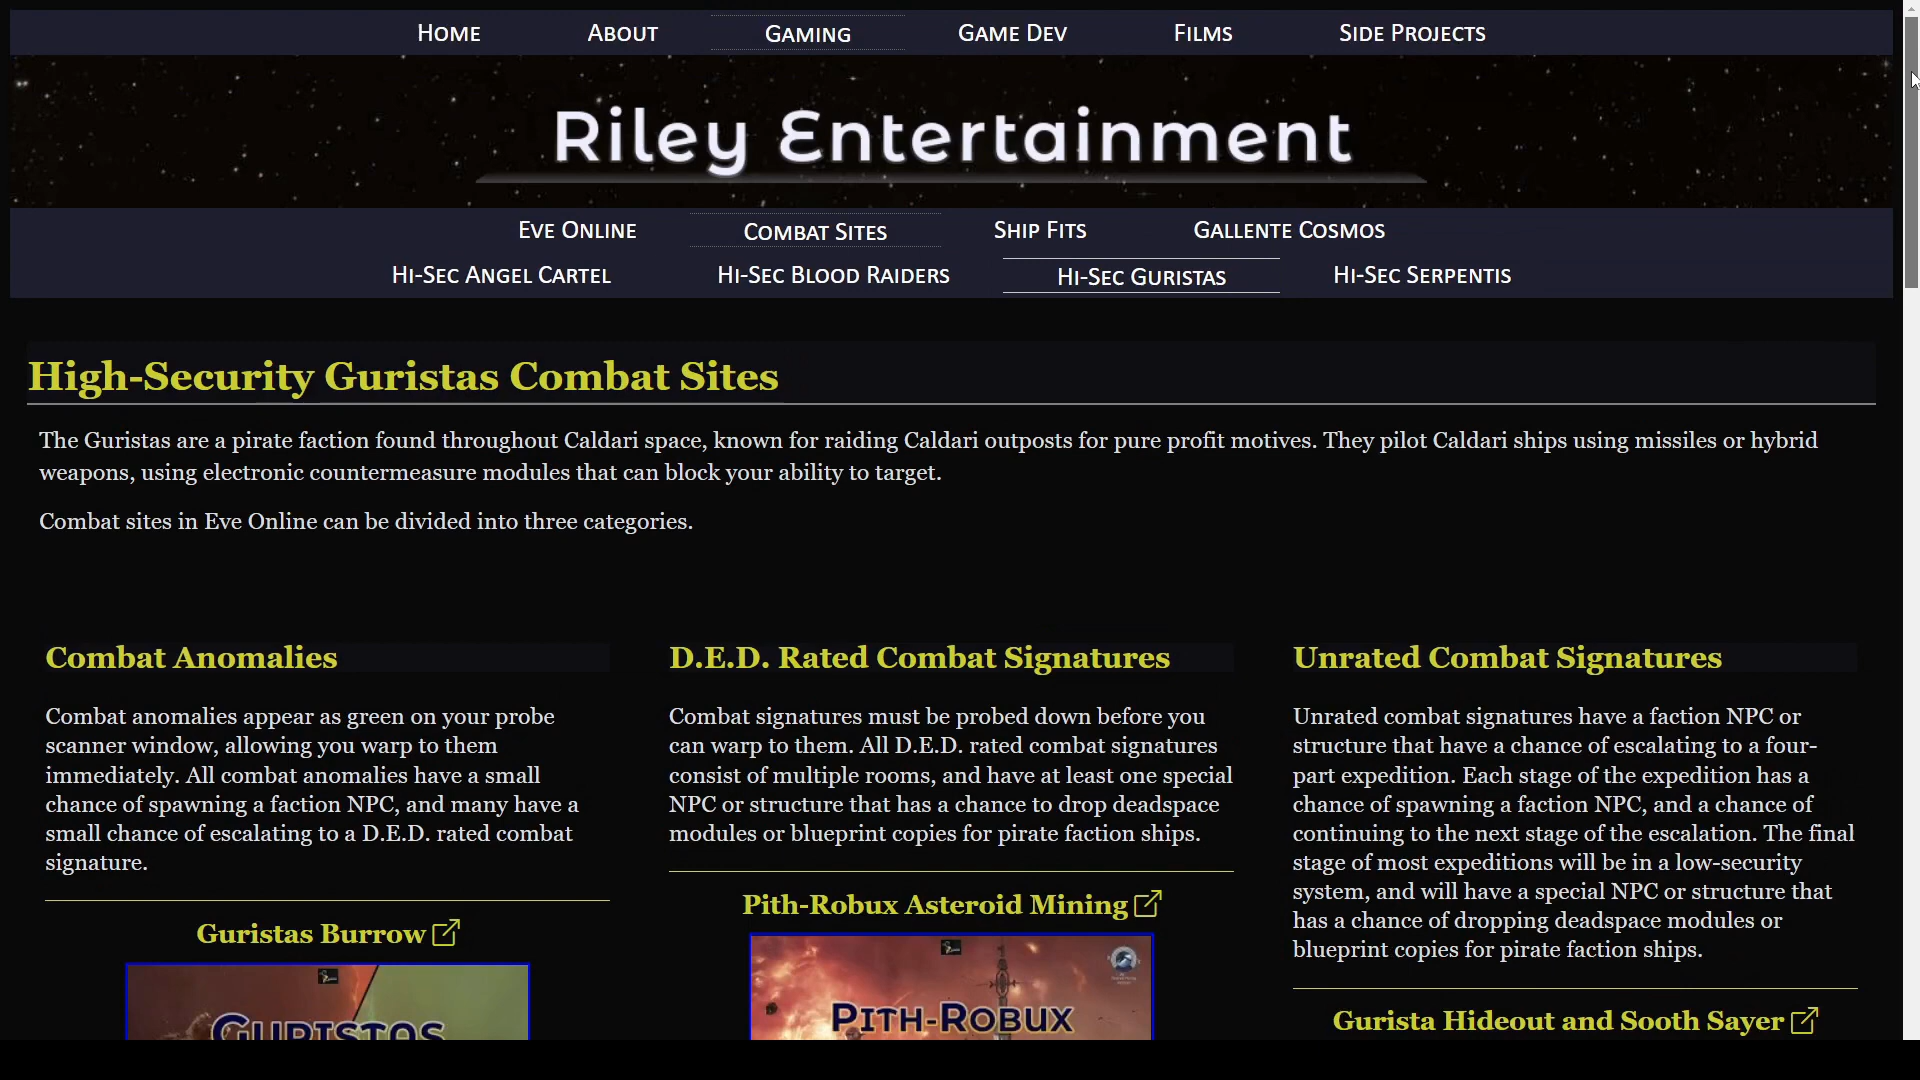 Home About Gaming Game Dev Films Side Projects
Riley Entertainment
Eve Online Combat Sites Ship Fits Gallente Cosmos
Hi-Sec Angel Cartel Hi-Sec Blood Raiders Hi-Sec Guristas Hi-Sec Serpentis
High-Security Guristas Combat Sites
The Guristas are a pirate faction found throughout Caldari space, known for raiding Caldari outposts for pure profit motives. They pilot Caldari ships using missiles or hybrid
weapons, using electronic countermeasure modules that can block your ability to target.
Combat sites in Eve Online can be divided into three categories.
Combat Anomalies
Combat anomalies appear as green on your probe
scanner window, allowing you warp to them
immediately. All combat anomalies have a small
chance of spawning a faction NPC, and many have a
small chance of escalating to a D.E.D. rated combat
signature.
Guristas Burrow
Guristas
D.E.D. Rated Combat Signatures
Combat signatures must be probed down before you
can warp to them. All D.E.D. rated combat signatures
consist of multiple rooms, and have at least one special
NPC or structure that has a chance to drop deadspace
modules or blueprint copies for pirate faction ships.
Pith-Robux Asteroid Mining
Pith-Robux
Unrated Combat Signatures
Unrated combat signatures have a faction NPC or
structure that have a chance of escalating to a four-
part expedition. Each stage of the expedition has a
chance of spawning a faction NPC, and a chance of
continuing to the next stage of the escalation. The final
stage of most expeditions will be in a low-security
system, and will have a special NPC or structure that
has a chance of dropping deadspace modules or
blueprint copies for pirate faction ships.
Gurista Hideout and Sooth Sayer